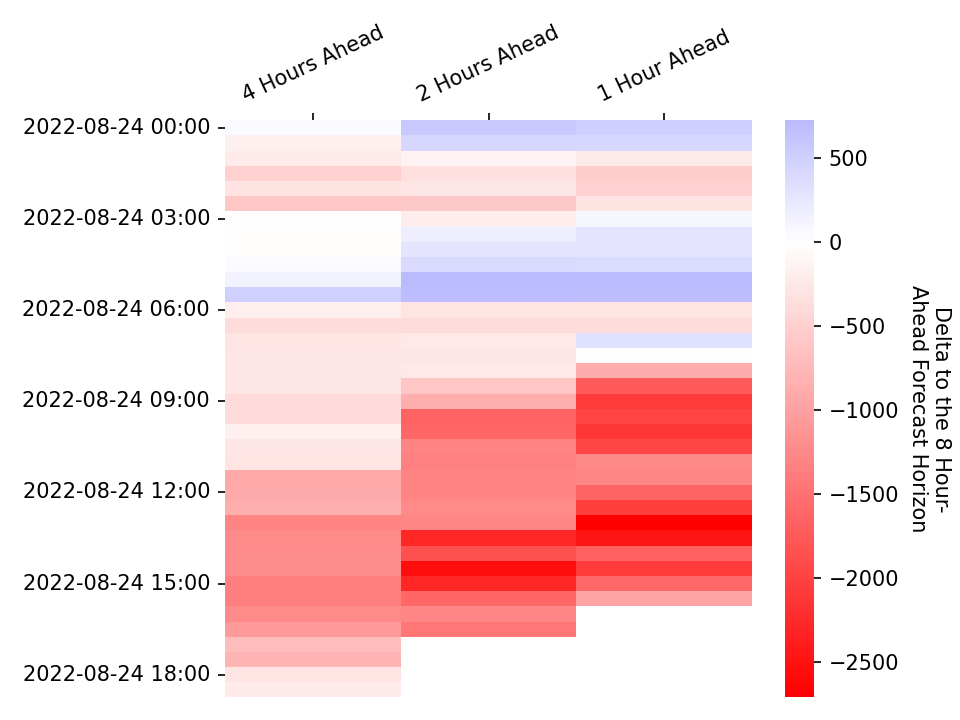 4 Hours Ahead
2 Hours Ahead
1 Hour Ahead
2022-08-24 00:00
2022-08-24 03:00
2022-08-24 06:00
2022-08-24 09:00
2022-08-24 12:00
2022-08-24 15:00
2022-08-24 18:00
500
0
−500
−1000
−1500
−2000
−2500
Delta to the 8 Hour-
Ahead Forecast Horizon